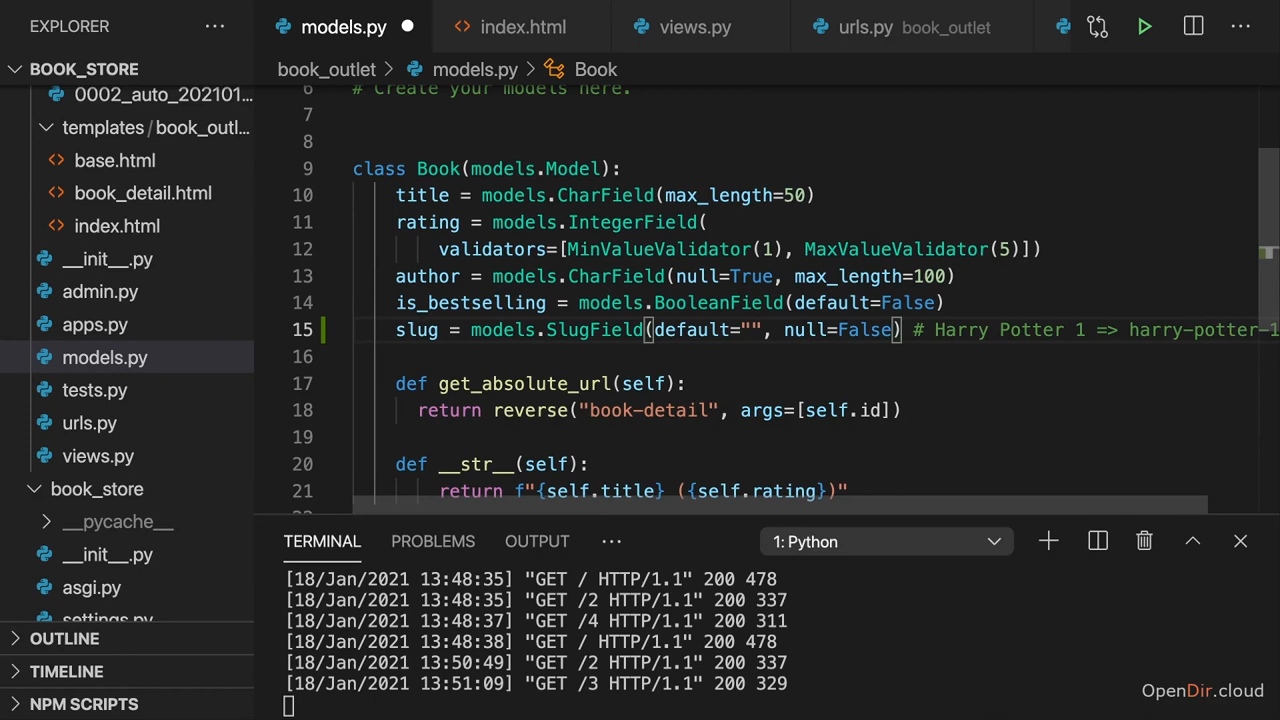 EXPLORER
BOOK_STORE
0002_auto_202101...
templates/book_outl...
base.html
book_detail.html
index.html
__init__.py
admin.py
apps.py
models.py
tests.py
urls.py
views.py
book_store
__pycache__
__init__.py
asgi.py
settings.py
OUTLINE
TIMELINE
NPM SCRIPTS
models.py
index.html
views.py
urls.py book_outlet
book_outlet > models.py > Book
6 # Create your models here.
7
8
9 class Book(models.Model):
10 title = models.CharField(max_length=50)
11 rating = models.IntegerField(
12 validators=[MinValueValidator(1), MaxValueValidator(5)])
13 author = models.CharField(null=True, max_length=100)
14 is_bestselling = models.BooleanField(default=False)
15 slug = models.SlugField(default="", null=False) # Harry Potter 1 => harry-potter-1
16
17 def get_absolute_url(self):
18 return reverse("book-detail", args=[self.id])
19
20 def __str__(self):
21 return f"{self.title} ({self.rating})"
TERMINAL PROBLEMS OUTPUT
1: Python
[18/Jan/2021 13:48:35] "GET / HTTP/1.1" 200 478
[18/Jan/2021 13:48:35] "GET /2 HTTP/1.1" 200 337
[18/Jan/2021 13:48:37] "GET /4 HTTP/1.1" 200 311
[18/Jan/2021 13:48:38] "GET / HTTP/1.1" 200 478
[18/Jan/2021 13:50:49] "GET /2 HTTP/1.1" 200 337
[18/Jan/2021 13:51:09] "GET /3 HTTP/1.1" 200 329
OpenDir.cloud